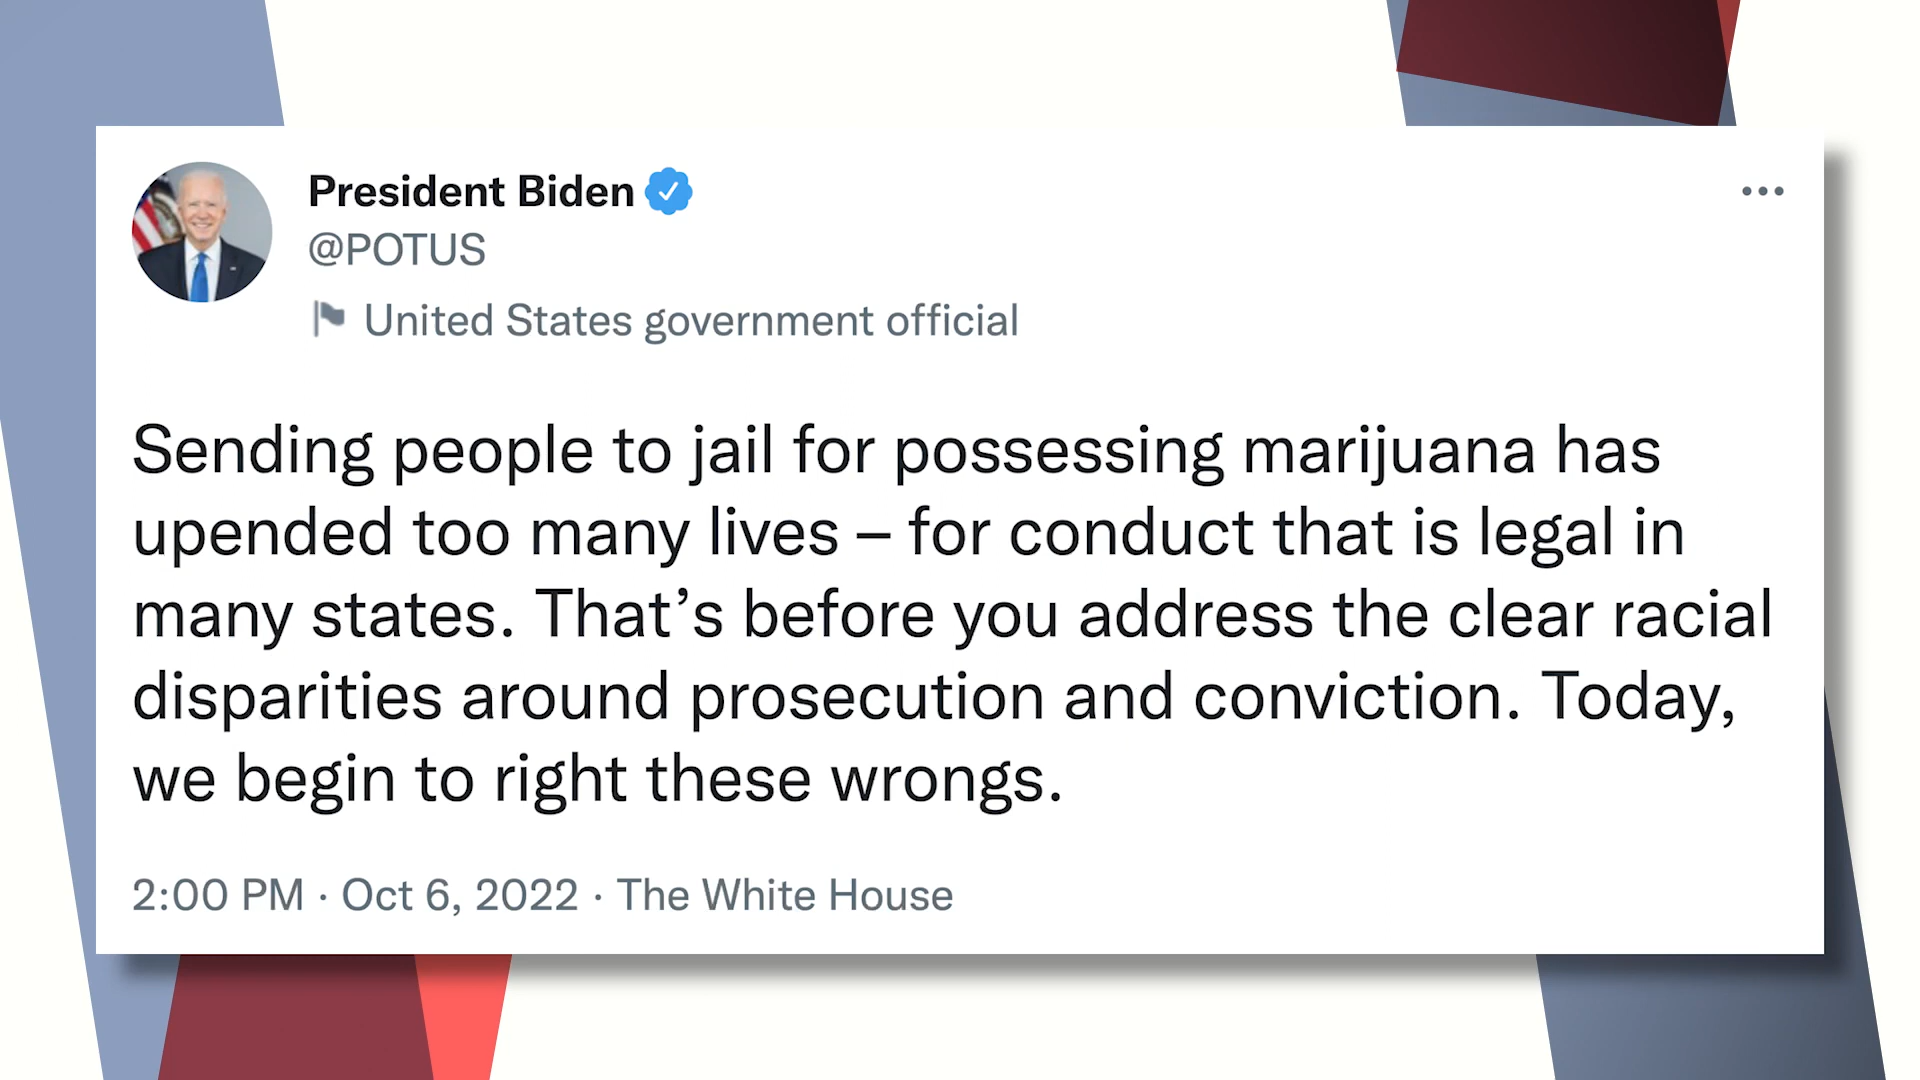 President Biden
@POTUS
United States government official
Sending people to jail for possessing marijuana has
upended too many lives – for conduct that is legal in
many states. That’s before you address the clear racial
disparities around prosecution and conviction. Today,
we begin to right these wrongs.
2:00 PM · Oct 6, 2022 · The White House